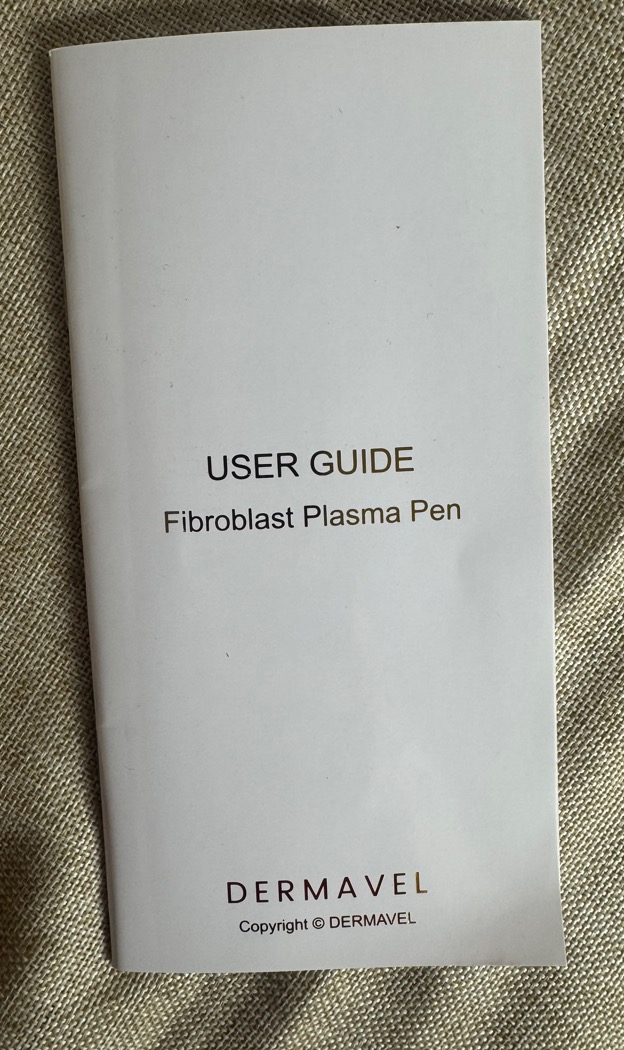 USER GUIDE
Fibroblast Plasma Pen
DERMAVEL
Copyright © DERMAVEL